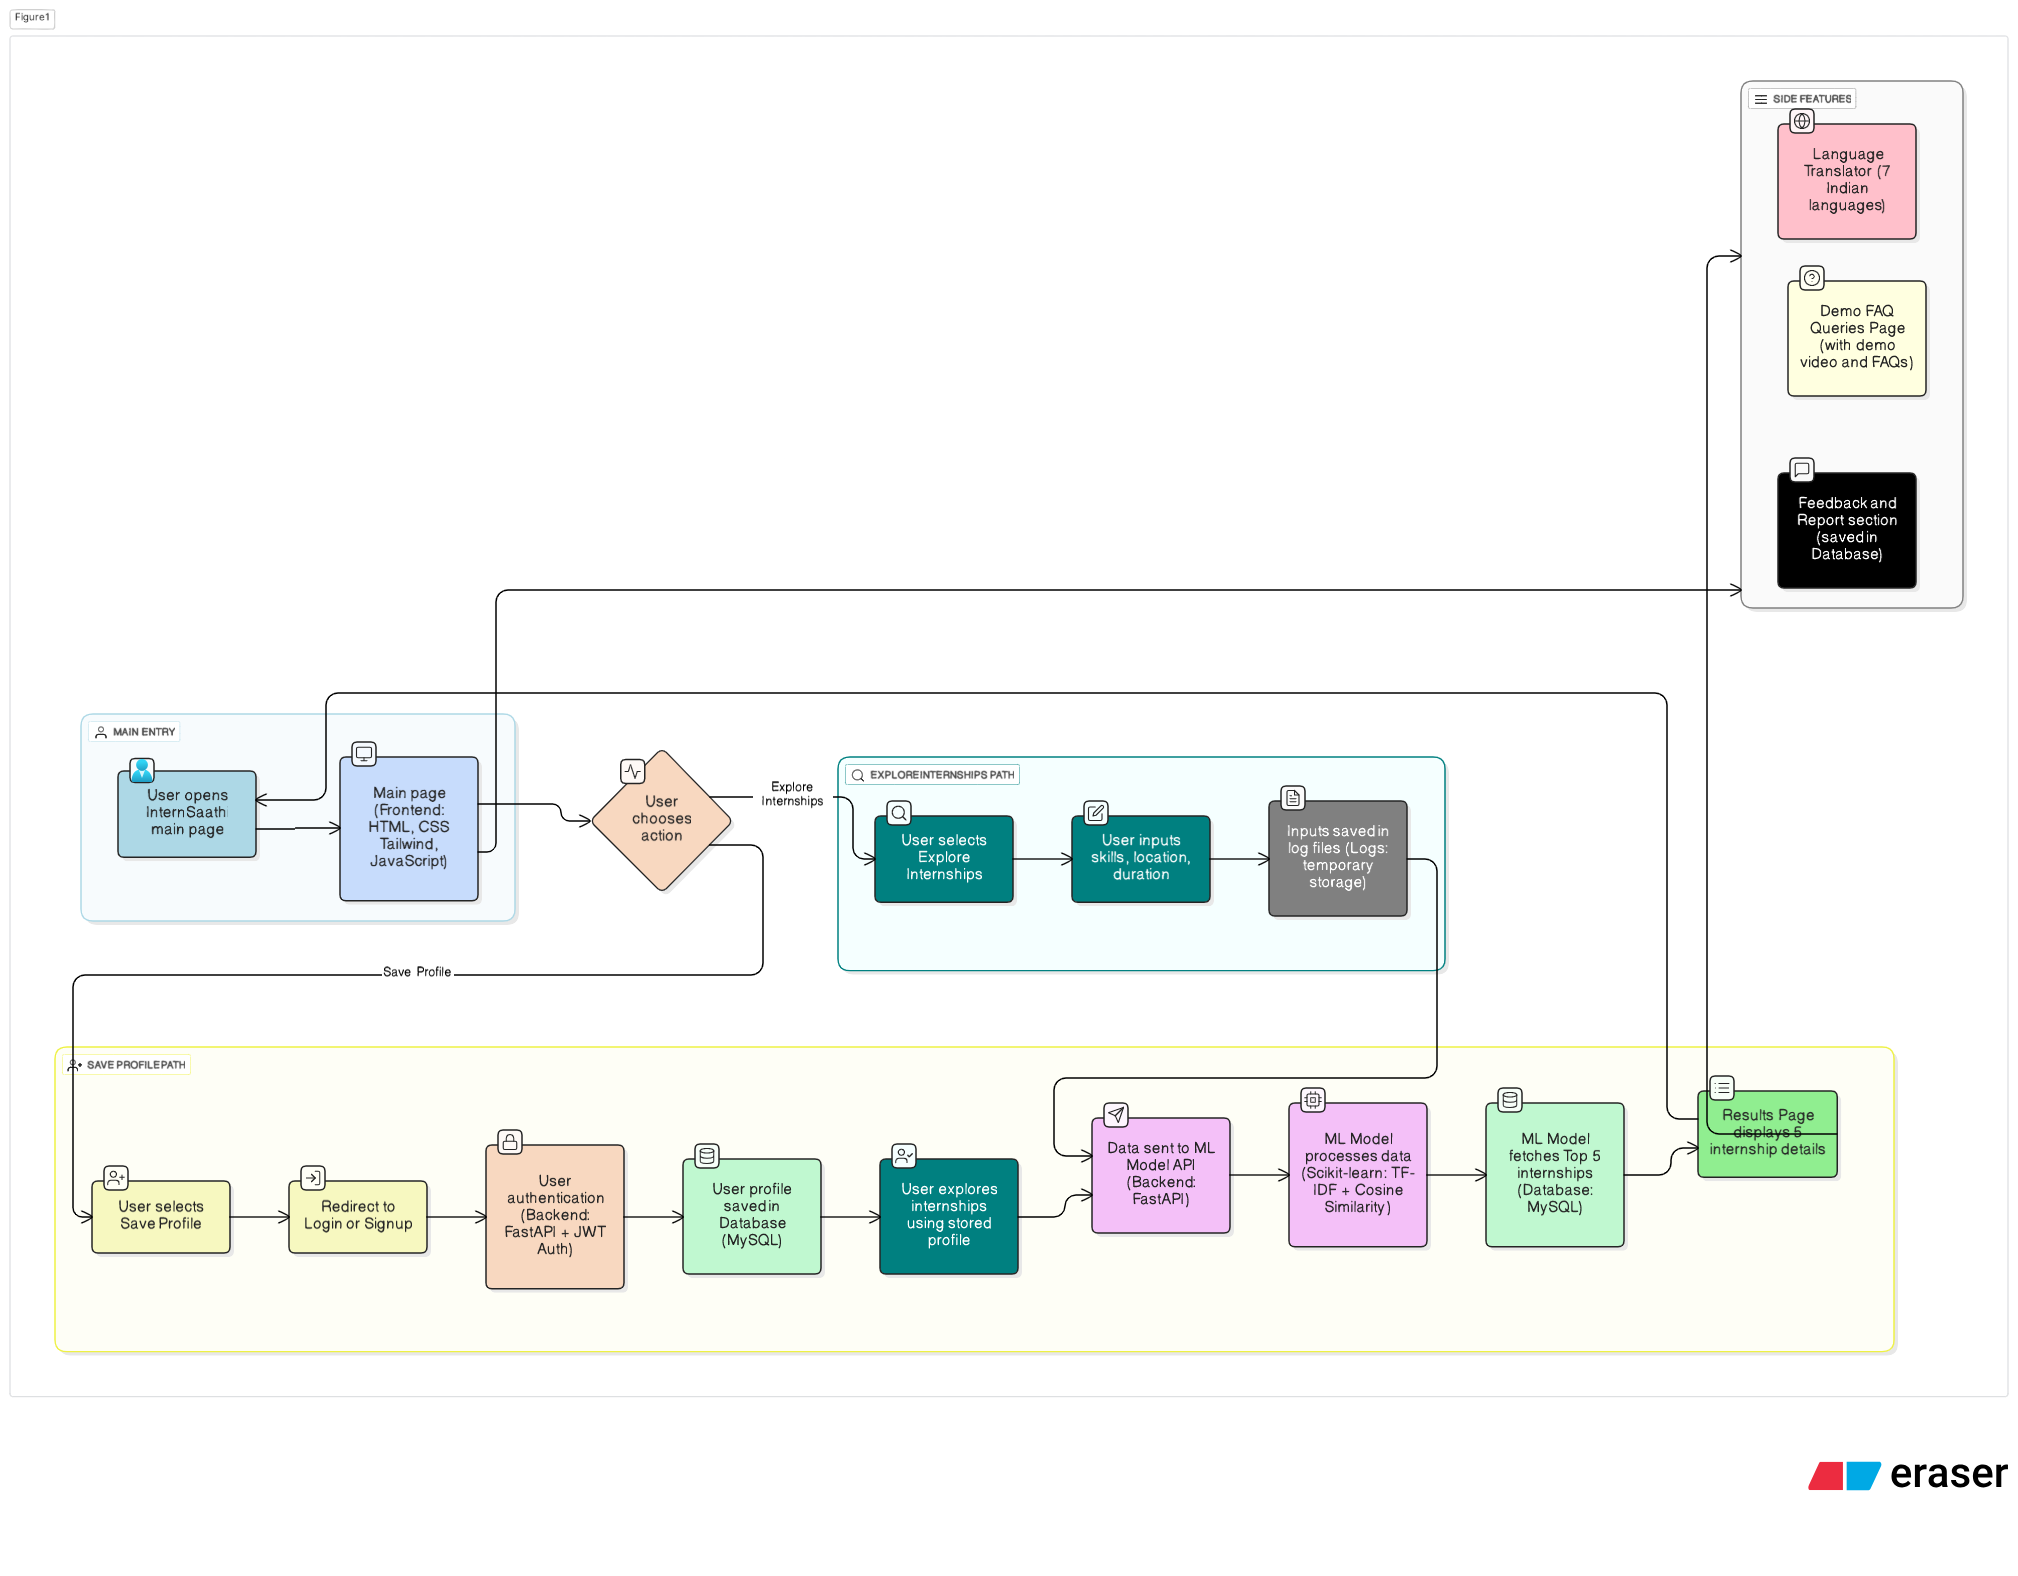 Figure1
SIDE FEATURES
Language
Translator (7
Indian
languages)
Demo FAQ
Queries Page
(with demo
video and FAQs)
Feedback and
Report section
(saved in
Database)
MAIN ENTRY
User opens
InternSaathi
main page
Main page
(Frontend:
HTML, CSS
Tailwind,
JavaScript)
User
chooses
action
Explore
Internships
EXPLORE INTERNSHIPS PATH
User selects
Explore
Internships
User inputs
skills, location,
duration
Inputs saved in
log files (Logs:
temporary
storage)
Save Profile
SAVE PROFILE PATH
User selects
Save Profile
Redirect to
Login or Signup
User
authentication
(Backend:
FastAPI + JWT
Auth)
User profile
saved in
Database
(MySQL)
User explores
internships
using stored
profile
Data sent to ML
Model API
(Backend:
FastAPI)
ML Model
processes data
(Scikit-learn: TF-
IDF + Cosine
Similarity)
ML Model
fetches Top 5
internships
(Database:
MySQL)
Results Page
displays 5
internship details
eraser